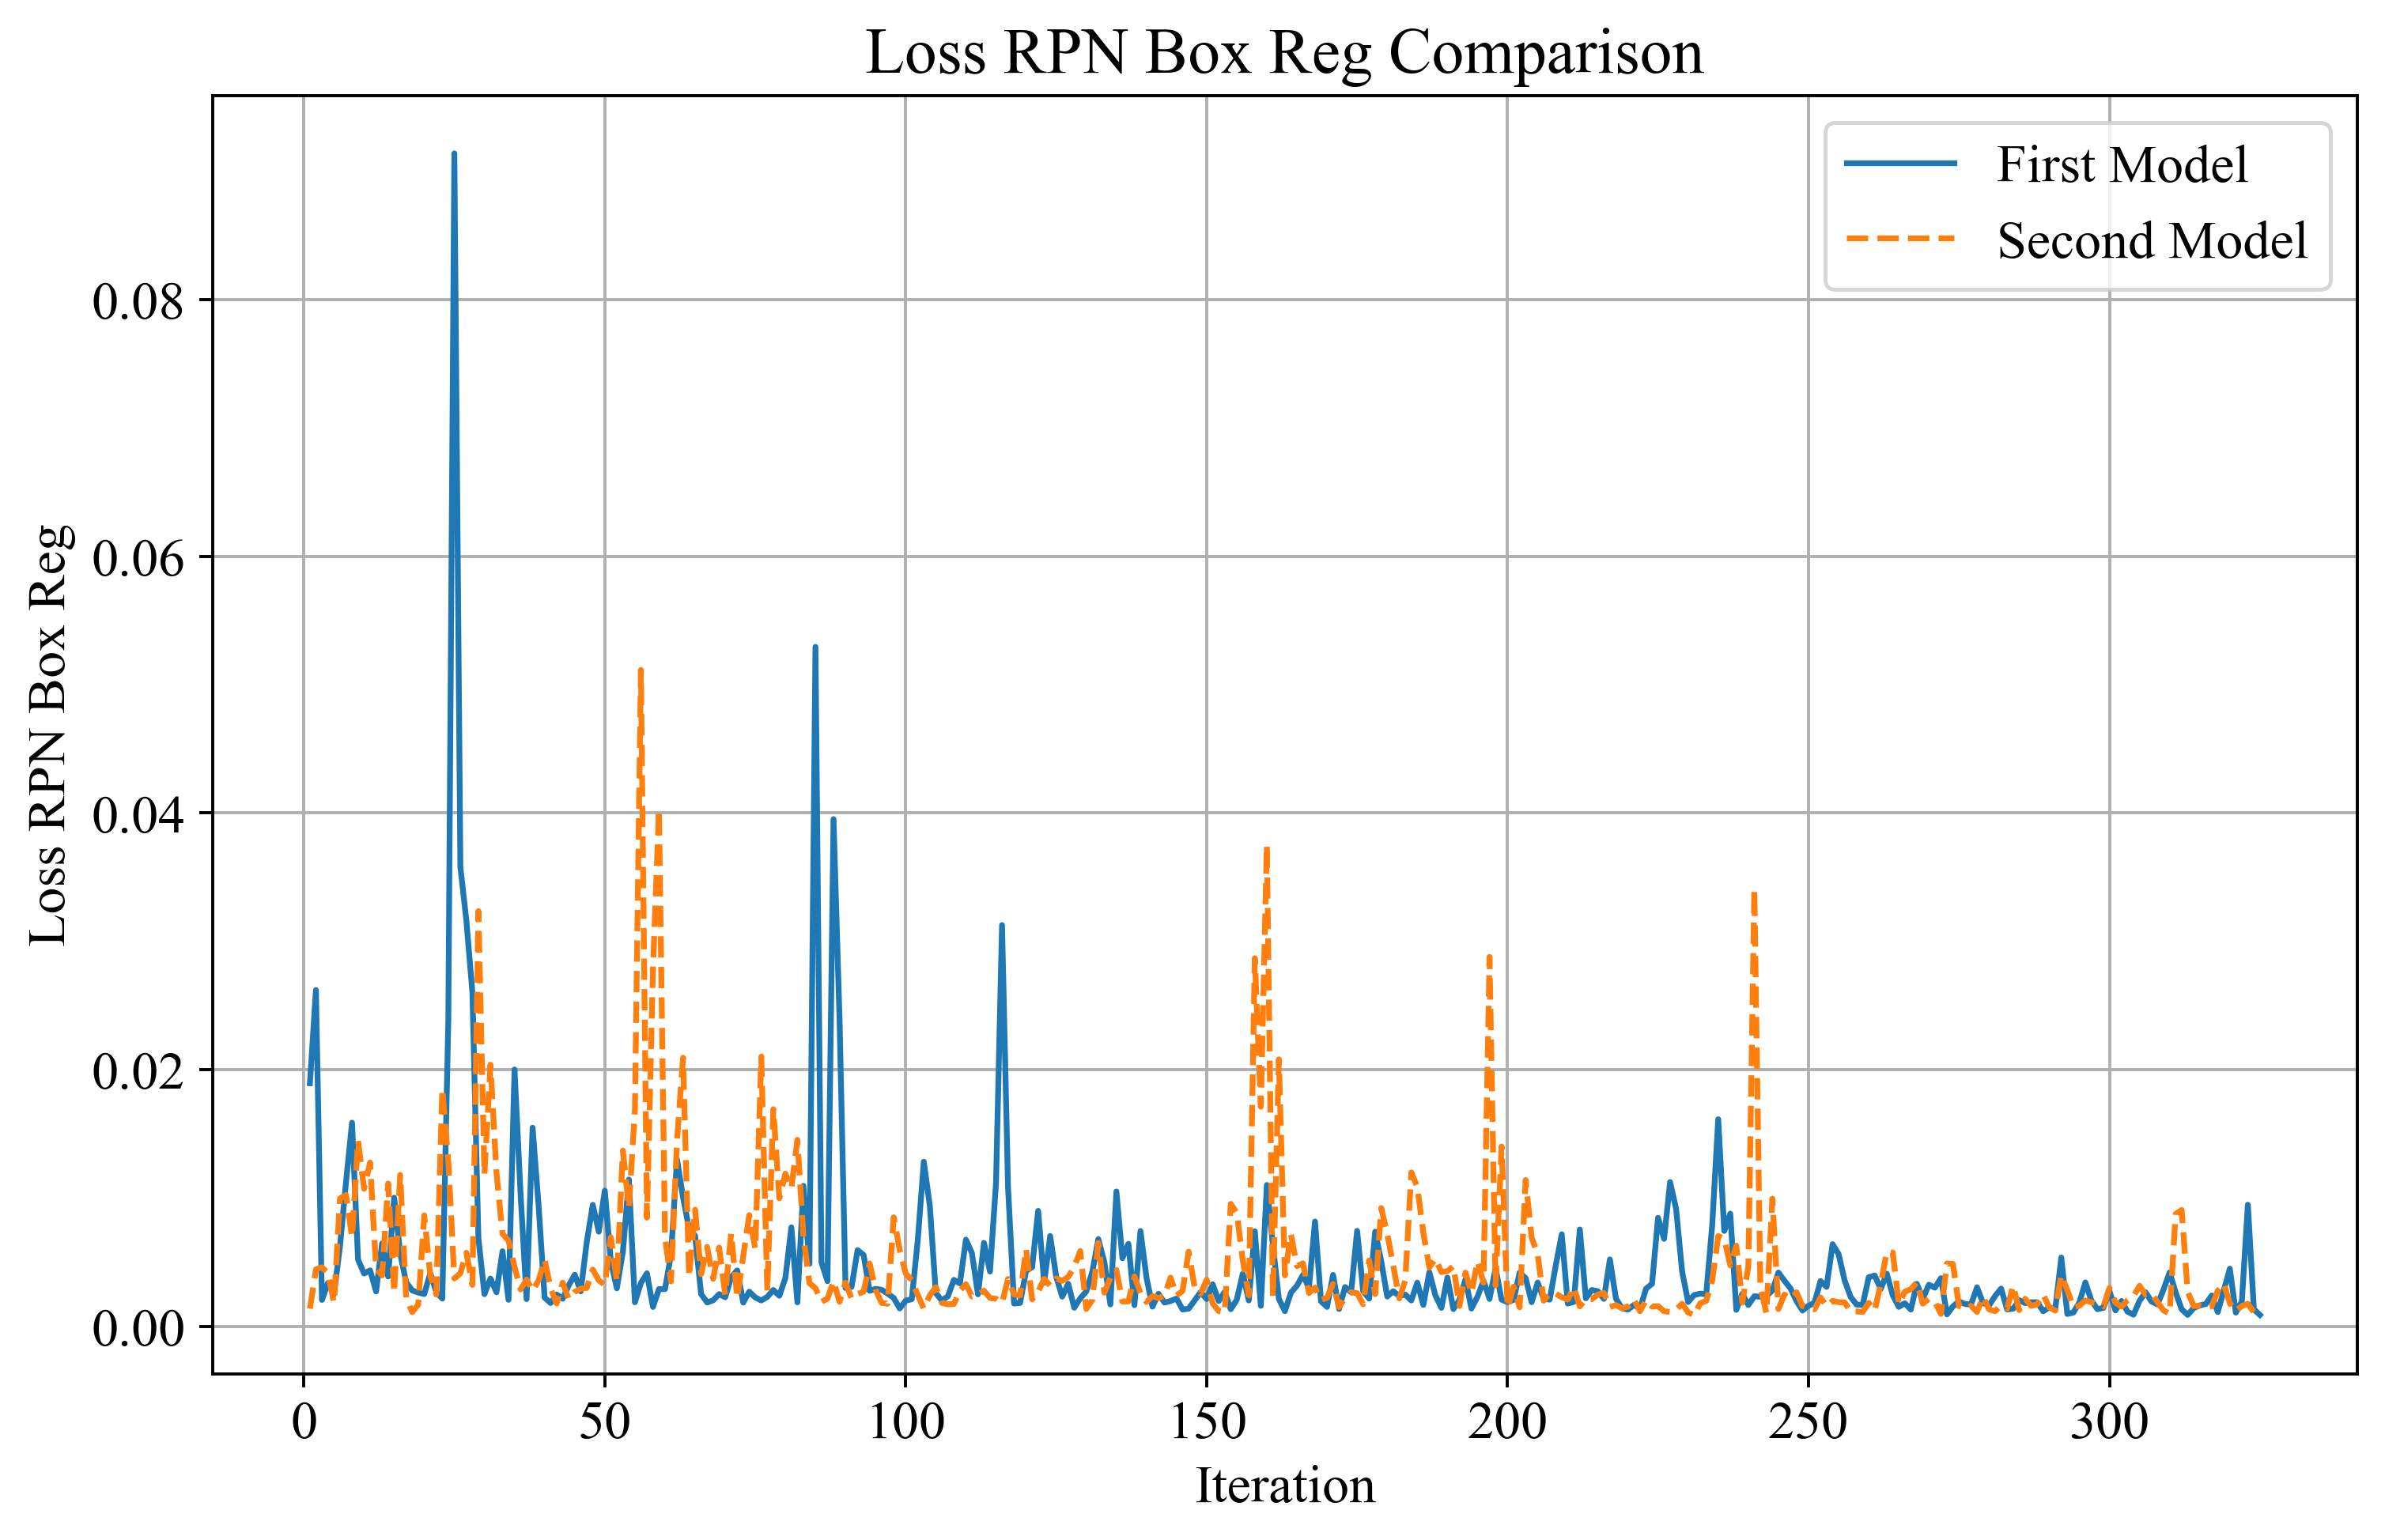 Loss RPN Box Reg Comparison
First Model
Second Model
Loss RPN Box Reg
0.08
0.06
0.04
0.02
0.00
0 50 100 150 200 250 300
Iteration